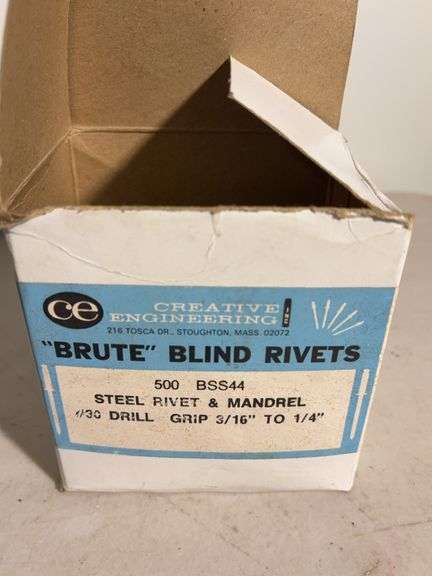 ce CREATIVE
ENGINEERING INC
216 TOSCA DR., STOUGHTON, MASS. 02072
"BRUTE" BLIND RIVETS
500 BSS44
STEEL RIVET & MANDREL
#30 DRILL GRIP 3/16" TO 1/4"